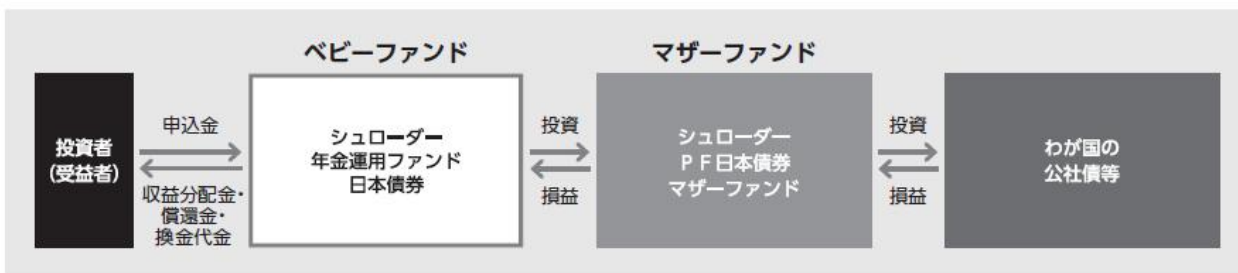 ベビーファンド
マザーファンド
投資者
(受益者)
申込金
収益分配金・
償還金・
換金代金
シュローダー
年金運用ファンド
日本債券
投資
損益
シュローダー
ＰＦ日本債券
マザーファンド
投資
損益
わが国の
公社債等